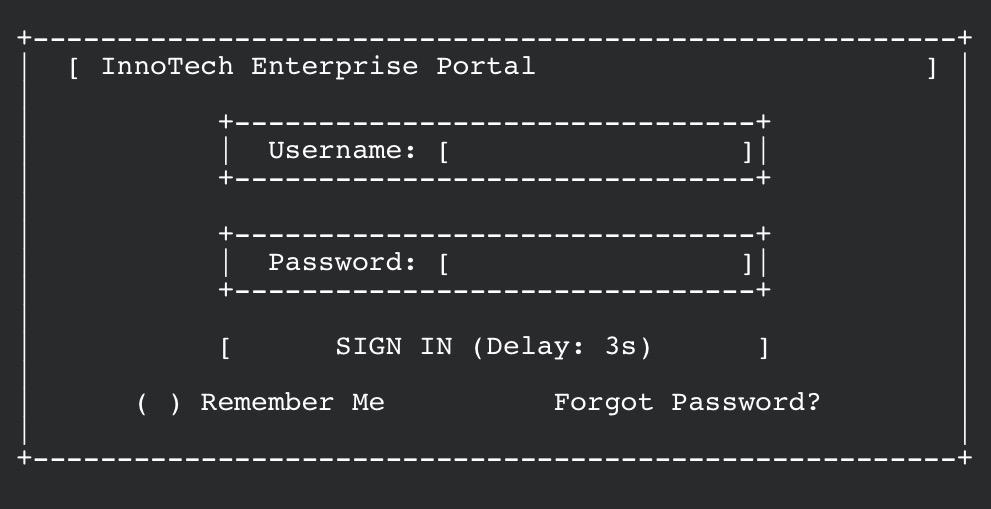 [ InnoTech Enterprise Portal ]
Username: [ ]
Password: [ ]
[ SIGN IN (Delay: 3s) ]
( ) Remember Me Forgot Password?